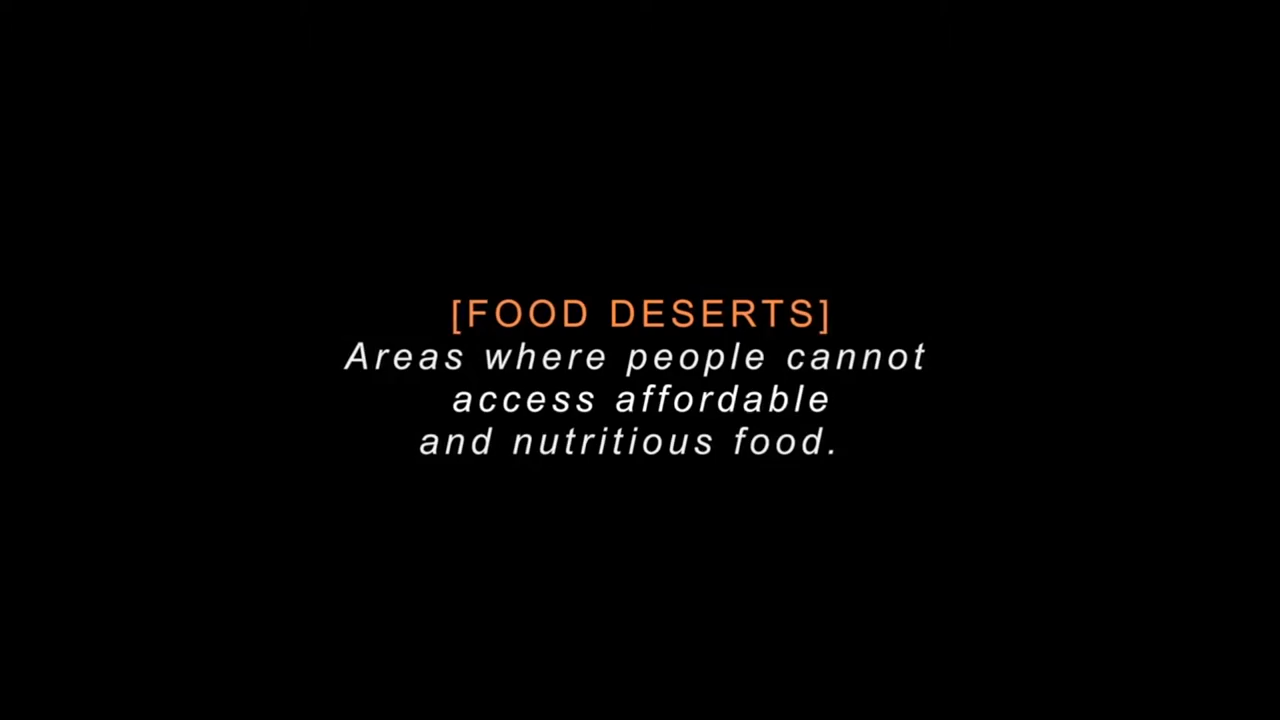 [FOOD DESERTS]
Areas where people cannot
access affordable
and nutritious food.